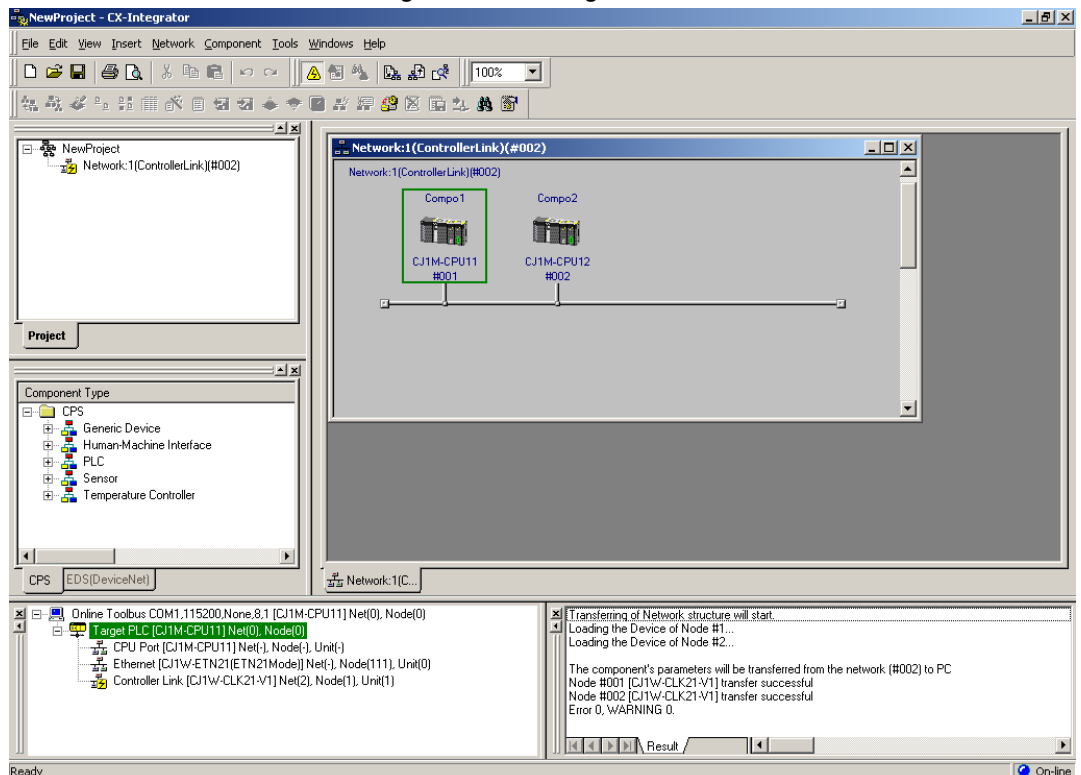 NewProject - CX-Integrator
File Edit View Insert Network Component Tools Windows Help
100%
NewProject
Network:1(ControllerLink)(#002)
Project
Component Type
CPS
Generic Device
Human-Machine Interface
PLC
Sensor
Temperature Controller
CPS EDS(DeviceNet)
Network:1(ControllerLink)(#002)
Network:1(ControllerLink)(#002)
Compo1 Compo2
CJ1M-CPU11 CJ1M-CPU12
#001 #002
Network:1(C...
Online Toolbus COM1,115200,None,8,1 [CJ1M-CPU11] Net(0), Node(0)
Target PLC [CJ1M-CPU11] Net(0), Node(0)
CPU Port [CJ1M-CPU11] Net(-), Node(-), Unit(-)
Ethernet [CJ1W-ETN21(ETN21Mode)] Net(-), Node(111), Unit(0)
Controller Link [CJ1W-CLK21-V1] Net(2), Node(1), Unit(1)
Transferring of Network structure will start.
Loading the Device of Node #1...
Loading the Device of Node #2...
The component's parameters will be transferred from the network (#002) to PC
Node #001 [CJ1W-CLK21-V1] transfer successful
Node #002 [CJ1W-CLK21-V1] transfer successful
Error 0, WARNING 0.
Result
Ready On-line